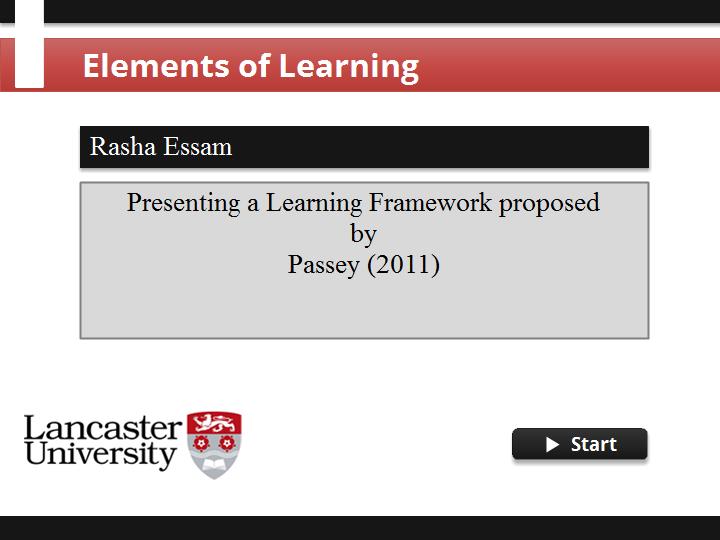 Elements of Learning
Rasha Essam
Presenting a Learning Framework proposed
by
Passey (2011)
Lancaster
University
Start